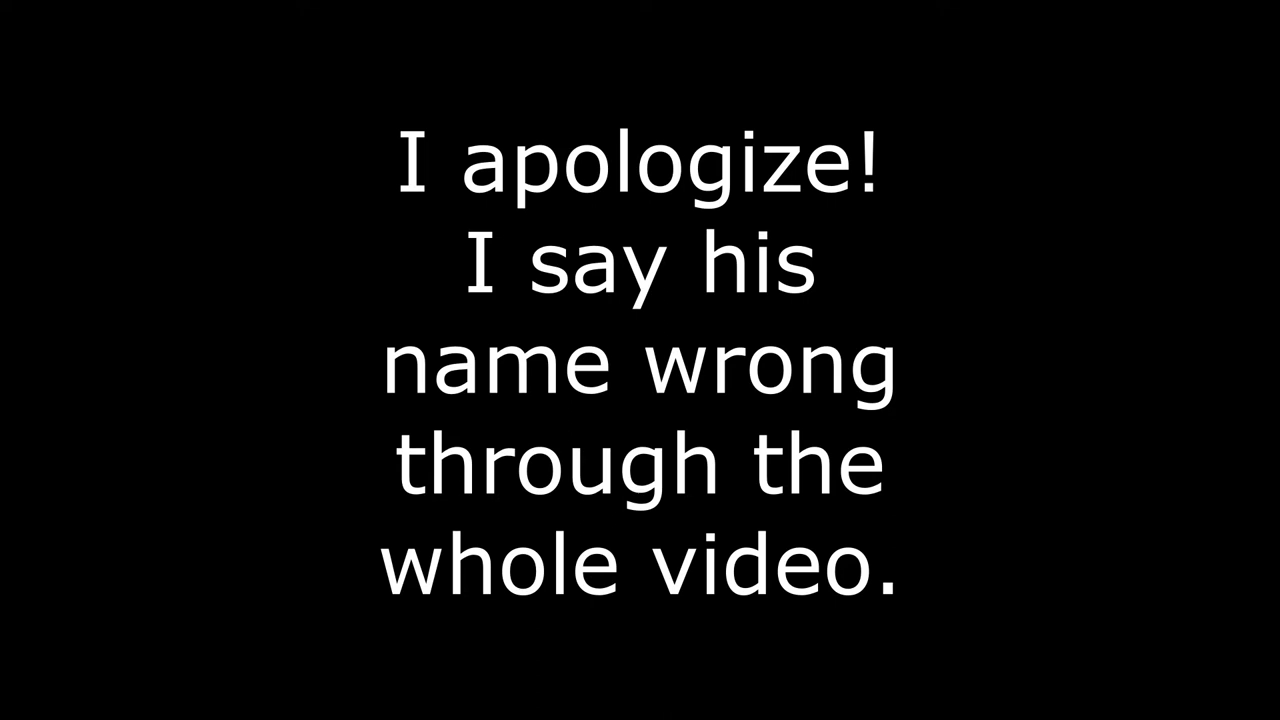 I apologize!
I say his
name wrong
through the
whole video.